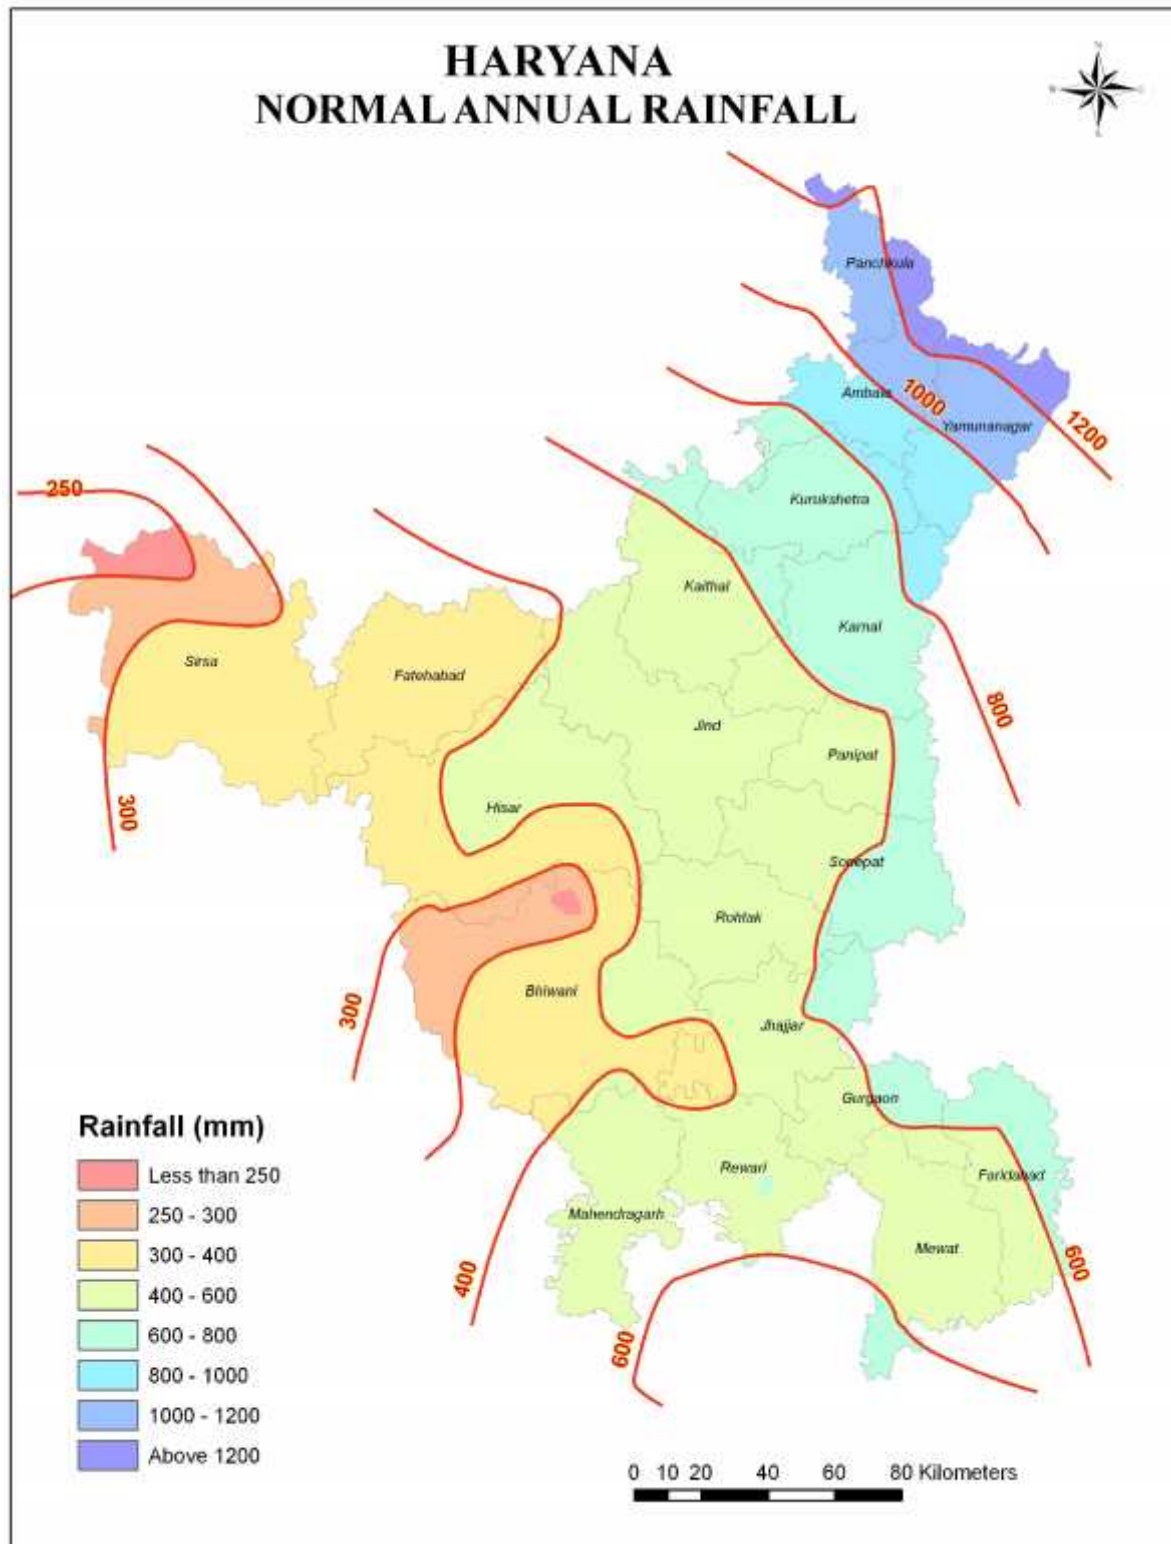 HARYANA
NORMAL ANNUAL RAINFALL
N
Panchkula
Ambala
1000
Yamunanagar
1200
250
Kurukshetra
Kaithal
Karnal
Sirsa
Fatehabad
800
Jind
Panipat
300
Hisar
Sonepat
Rohtak
300
Bhiwani
Jhajjar
Gurgaon
Rewari
Faridabad
Mahendragarh
Mewat
400
600
600
Rainfall (mm)
Less than 250
250 - 300
300 - 400
400 - 600
600 - 800
800 - 1000
1000 - 1200
Above 1200
0 10 20 40 60 80 Kilometers